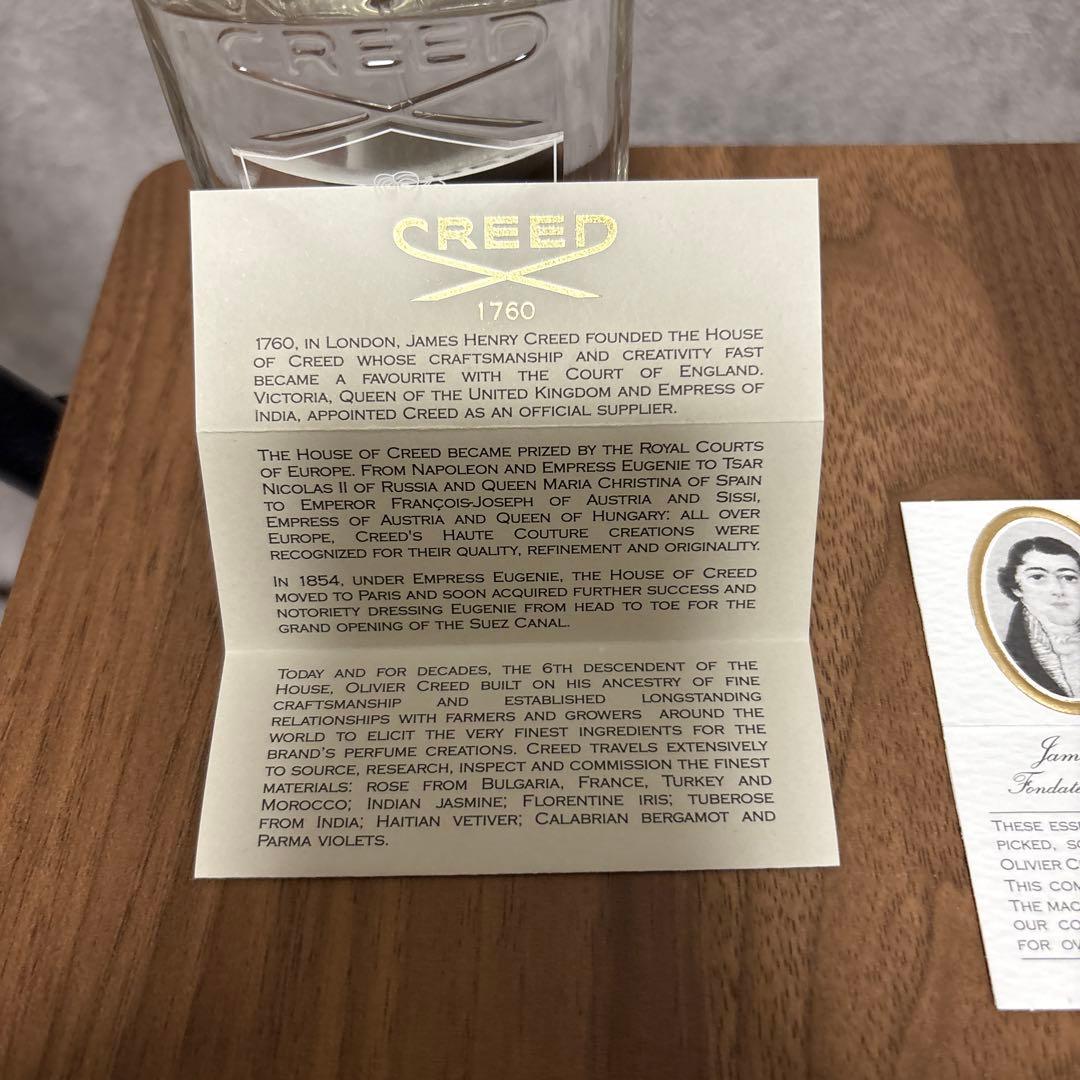 CREED
CREED
1760
1760, IN LONDON, JAMES HENRY CREED FOUNDED THE HOUSE
OF CREED WHOSE CRAFTSMANSHIP AND CREATIVITY FAST
BECAME A FAVOURITE WITH THE COURT OF ENGLAND.
VICTORIA, QUEEN OF THE UNITED KINGDOM AND EMPRESS OF
INDIA, APPOINTED CREED AS AN OFFICIAL SUPPLIER.
THE HOUSE OF CREED BECAME PRIZED BY THE ROYAL COURTS
OF EUROPE. FROM NAPOLEON AND EMPRESS EUGENIE TO TSAR
NICOLAS II OF RUSSIA AND QUEEN MARIA CHRISTINA OF SPAIN
TO EMPEROR FRANÇOIS-JOSEPH OF AUSTRIA AND SISSI,
EMPRESS OF AUSTRIA AND QUEEN OF HUNGARY: ALL OVER
EUROPE, CREED'S HAUTE COUTURE CREATIONS WERE
RECOGNIZED FOR THEIR QUALITY, REFINEMENT AND ORIGINALITY.
IN 1854, UNDER EMPRESS EUGENIE, THE HOUSE OF CREED
MOVED TO PARIS AND SOON ACQUIRED FURTHER SUCCESS AND
NOTORIETY DRESSING EUGENIE FROM HEAD TO TOE FOR THE
GRAND OPENING OF THE SUEZ CANAL.
TODAY AND FOR DECADES, THE 6TH DESCENDENT OF THE
HOUSE, OLIVIER CREED BUILT ON HIS ANCESTRY OF FINE
CRAFTSMANSHIP AND ESTABLISHED LONGSTANDING
RELATIONSHIPS WITH FARMERS AND GROWERS AROUND THE
WORLD TO ELICIT THE VERY FINEST INGREDIENTS FOR THE
BRAND'S PERFUME CREATIONS. CREED TRAVELS EXTENSIVELY
TO SOURCE, RESEARCH, INSPECT AND COMMISSION THE FINEST
MATERIALS: ROSE FROM BULGARIA, FRANCE, TURKEY AND
MOROCCO; INDIAN JASMINE; FLORENTINE IRIS; TUBEROSE
FROM INDIA; HAITIAN VETIVER; CALABRIAN BERGAMOT AND
PARMA VIOLETS.
Jam
Fondate
THESE ESSE
PICKED, SO
OLIVIER C
THIS COM
THE MAC
OUR CO
FOR OV